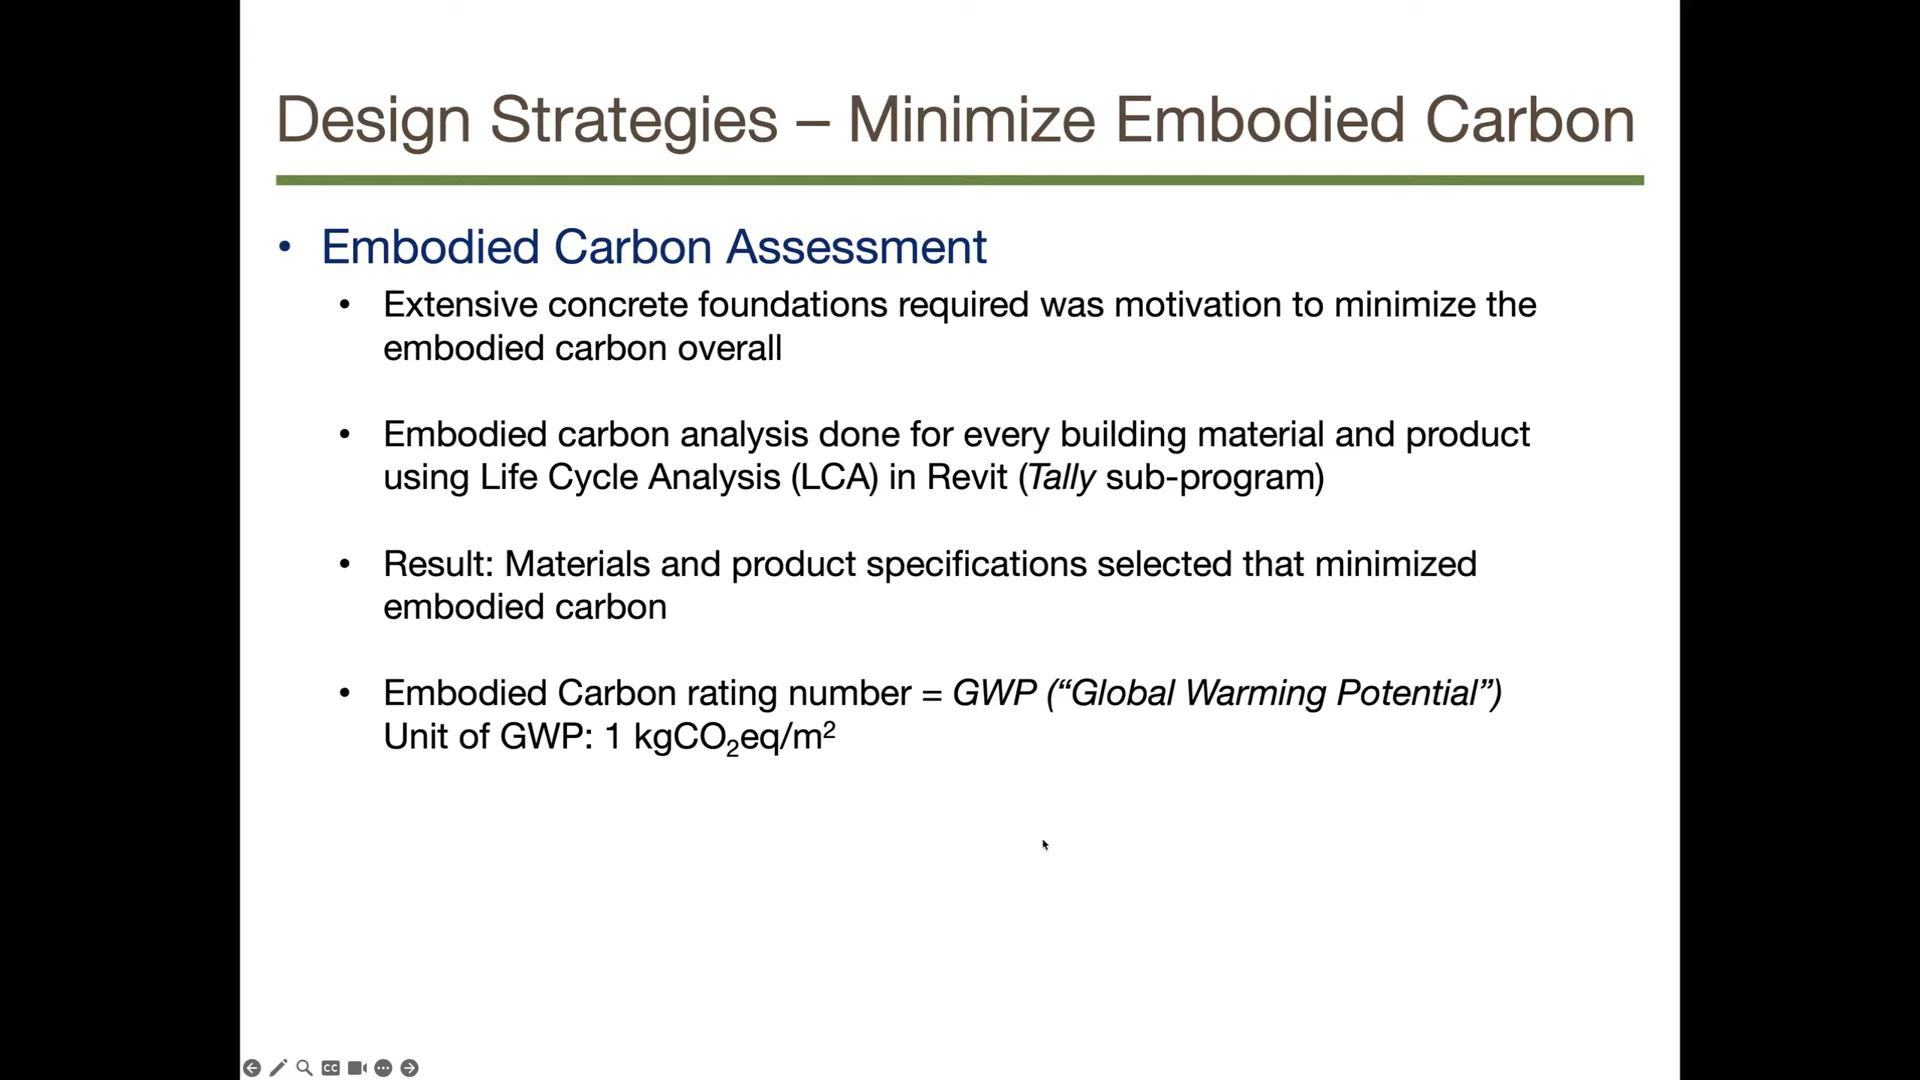 Design Strategies – Minimize Embodied Carbon
• Embodied Carbon Assessment
• Extensive concrete foundations required was motivation to minimize the
embodied carbon overall
• Embodied carbon analysis done for every building material and product
using Life Cycle Analysis (LCA) in Revit (Tally sub-program)
• Result: Materials and product specifications selected that minimized
embodied carbon
• Embodied Carbon rating number = GWP (“Global Warming Potential”)
Unit of GWP: 1 kgCO₂eq/m²
CC